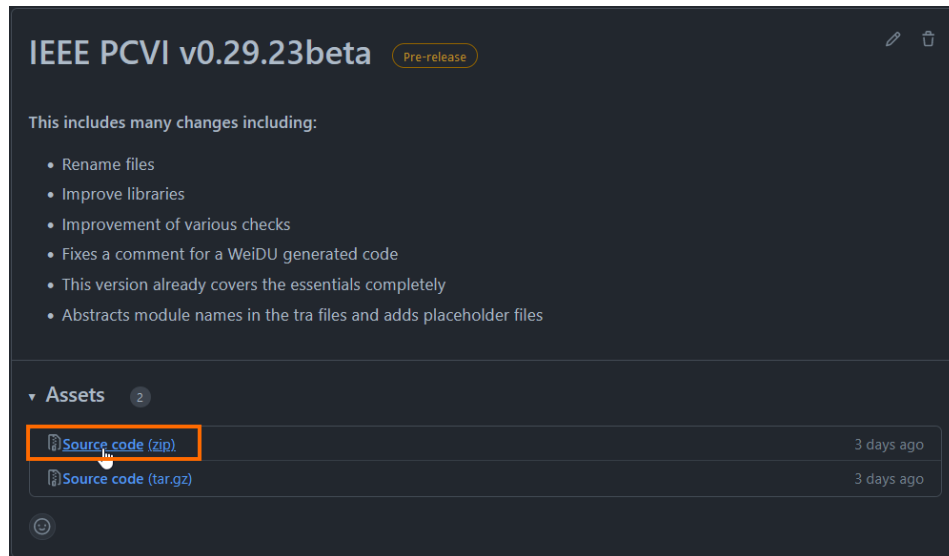 IEEE PCVI v0.29.23beta Pre-release
This includes many changes including:
• Rename files
• Improve libraries
• Improvement of various checks
• Fixes a comment for a WeiDU generated code
• This version already covers the essentials completely
• Abstracts module names in the tra files and adds placeholder files
▾ Assets 2
Source code (zip) 3 days ago
Source code (tar.gz) 3 days ago